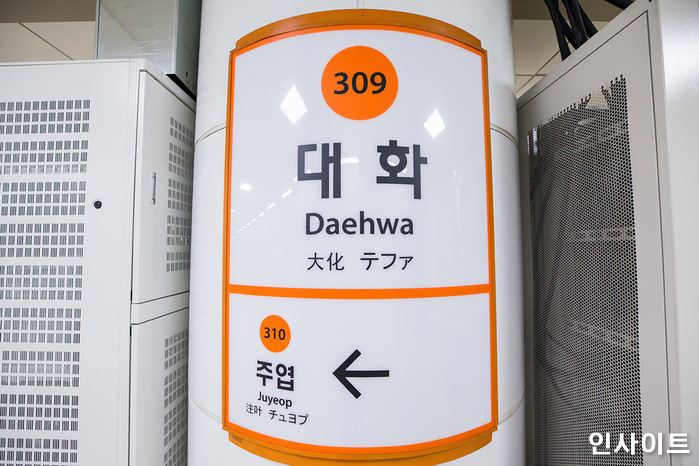 309
대화
Daehwa
大化 テファ
310
주엽
Juyeop
注叶 チュヨプ
인사이트